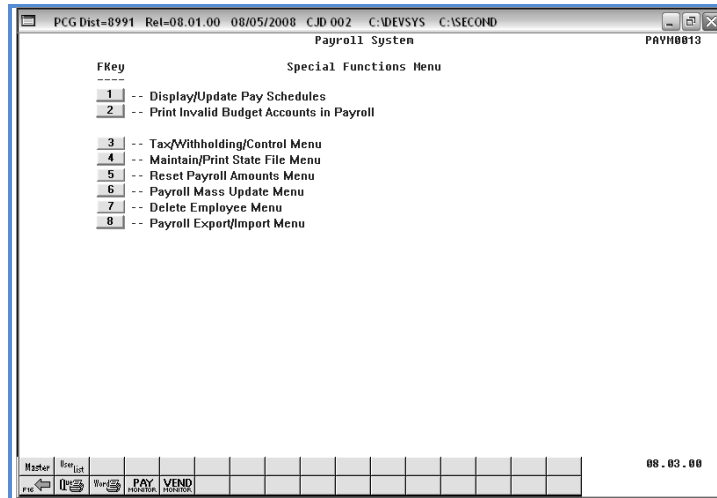 PCG Dist=8991 Rel=08.01.00 08/05/2008 CJD 002 C:\DEVSYS C:\SECOND
Payroll System PAYM0013
FKey Special Functions Menu
----
1 -- Display/Update Pay Schedules
2 -- Print Invalid Budget Accounts in Payroll
3 -- Tax/Withholding/Control Menu
4 -- Maintain/Print State File Menu
5 -- Reset Payroll Amounts Menu
6 -- Payroll Mass Update Menu
7 -- Delete Employee Menu
8 -- Payroll Export/Import Menu
Master User List 08.03.00
F16 Que Word PAY MONITOR VEND MONITOR